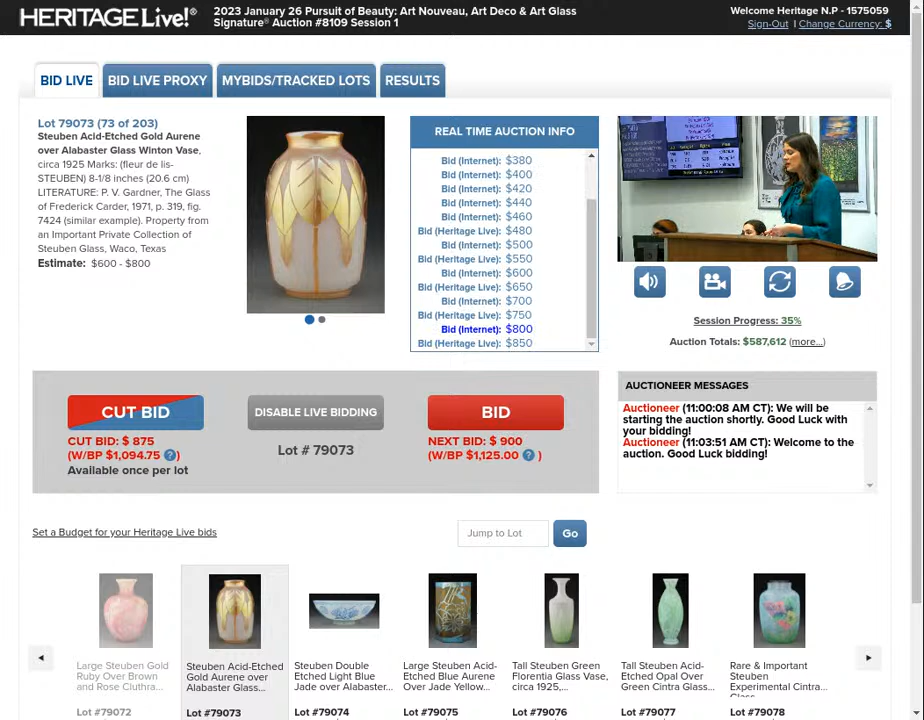 HERITAGE Live!®
2023 January 26 Pursuit of Beauty: Art Nouveau, Art Deco & Art Glass
Signature® Auction #8109 Session 1
Welcome Heritage N.P - 1575059
Sign-Out | Change Currency: $
BID LIVE
BID LIVE PROXY
MYBIDS/TRACKED LOTS
RESULTS
Lot 79073 (73 of 203)
Steuben Acid-Etched Gold Aurene
over Alabaster Glass Winton Vase,
circa 1925 Marks: (fleur de lis-
STEUBEN) 8-1/8 inches (20.6 cm)
LITERATURE: P. V. Gardner, The Glass
of Frederick Carder, 1971, p. 319, fig.
7424 (similar example). Property from
an Important Private Collection of
Steuben Glass, Waco, Texas
Estimate: $600 - $800
REAL TIME AUCTION INFO
Bid (Internet): $380
Bid (Internet): $400
Bid (Internet): $420
Bid (Internet): $440
Bid (Internet): $460
Bid (Heritage Live): $480
Bid (Internet): $500
Bid (Heritage Live): $550
Bid (Internet): $600
Bid (Heritage Live): $650
Bid (Internet): $700
Bid (Heritage Live): $750
Bid (Internet): $800
Bid (Heritage Live): $850
Session Progress: 35%
Auction Totals: $587,612 (more...)
CUT BID
CUT BID: $ 875
(W/BP $1,094.75 ?)
Available once per lot
DISABLE LIVE BIDDING
Lot # 79073
BID
NEXT BID: $ 900
(W/BP $1,125.00 ? )
AUCTIONEER MESSAGES
Auctioneer (11:00:08 AM CT): We will be
starting the auction shortly. Good Luck with
your bidding!
Auctioneer (11:03:51 AM CT): Welcome to the
auction. Good Luck bidding!
Set a Budget for your Heritage Live bids
Jump to Lot
Go
Large Steuben Gold
Ruby Over Brown
and Rose Cluthra...
Lot #79072
Steuben Acid-Etched
Gold Aurene over
Alabaster Glass...
Lot #79073
Steuben Double
Etched Light Blue
Jade over Alabaster...
Lot #79074
Large Steuben Acid-
Etched Blue Aurene
Over Jade Yellow...
Lot #79075
Tall Steuben Green
Florentia Glass Vase,
circa 1925,...
Lot #79076
Tall Steuben Acid-
Etched Opal Over
Green Cintra Glass...
Lot #79077
Rare & Important
Steuben
Experimental Cintra...
Lot #79078